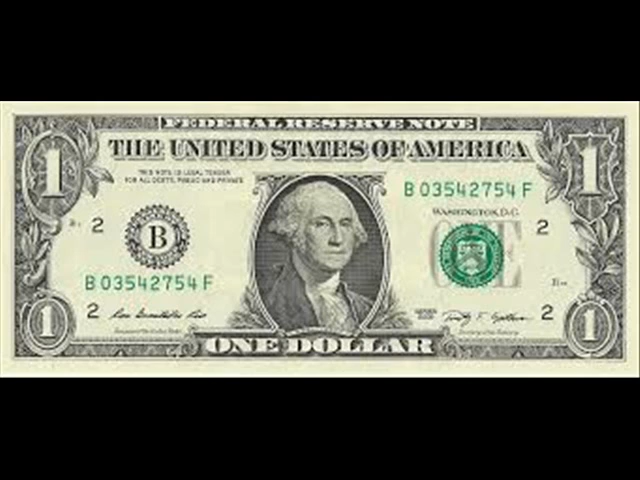 FEDERAL RESERVE NOTE
THE UNITED STATES OF AMERICA
THIS NOTE IS LEGAL TENDER
FOR ALL DEBTS, PUBLIC AND PRIVATE
B 03542754 F
WASHINGTON, D.C.
1
1
2
2
B
ONE
B 03542754 F
2
2
1
1
ONE DOLLAR